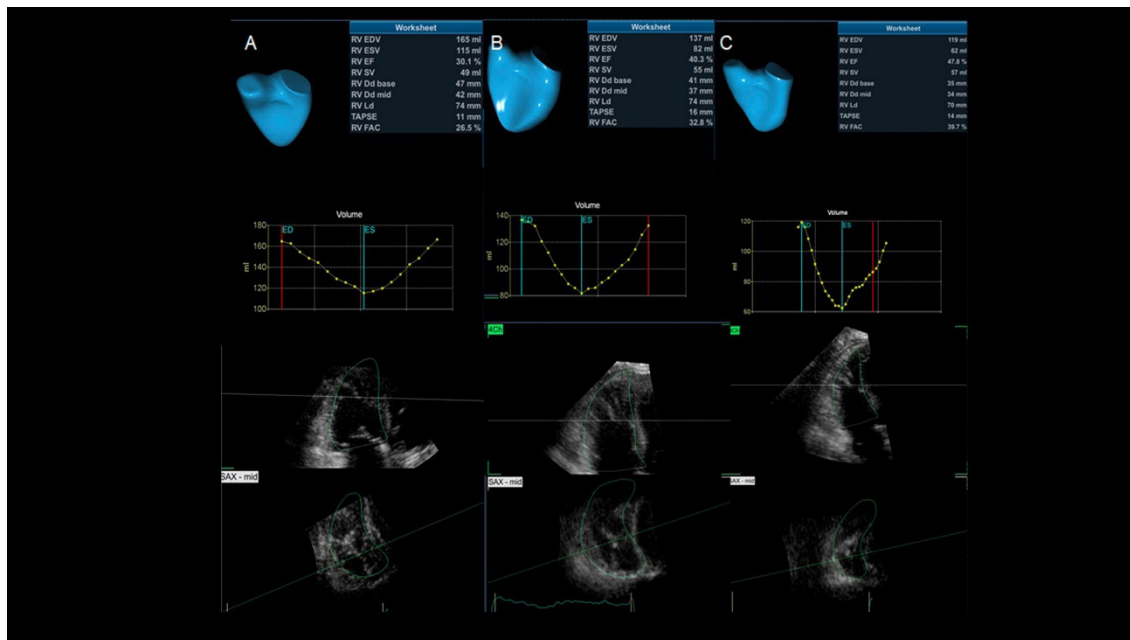 A
Worksheet
RV EDV 165 ml
RV ESV 115 ml
RV EF 30.1 %
RV SV 49 ml
RV Dd base 47 mm
RV Dd mid 42 mm
RV Ld 74 mm
TAPSE 11 mm
RV FAC 26.5 %
B
Worksheet
RV EDV 137 ml
RV ESV 82 ml
RV EF 40.3 %
RV SV 55 ml
RV Dd base 41 mm
RV Dd mid 37 mm
RV Ld 74 mm
TAPSE 16 mm
RV FAC 32.8 %
C
Worksheet
RV EDV 119 ml
RV ESV 62 ml
RV EF 47.8 %
RV SV 57 ml
RV Dd base 35 mm
RV Dd mid 34 mm
RV Ld 70 mm
TAPSE 14 mm
RV FAC 39.7 %
Volume
180
160
140
120
100
ml
ED
ES
Volume
140
120
100
80
ml
ED
ES
Volume
120
100
80
60
ml
ED
ES
4Ch
SAX - mid
SAX - mid